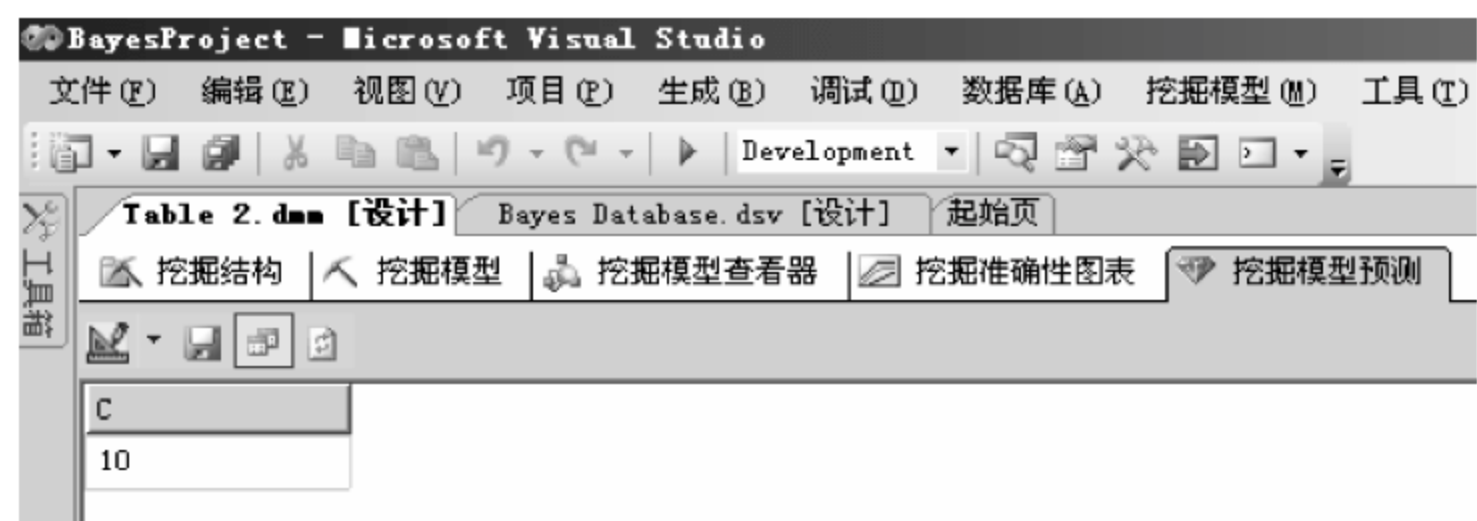 BayesProject - Microsoft Visual Studio
文件(F) 编辑(E) 视图(V) 项目(P) 生成(B) 调试(D) 数据库(A) 挖掘模型(M) 工具(T)
Development
Table 2.dmm [设计] Bayes Database.dsv [设计] 起始页
工具箱
挖掘结构 挖掘模型 挖掘模型查看器 挖掘准确性图表 挖掘模型预测
C
10